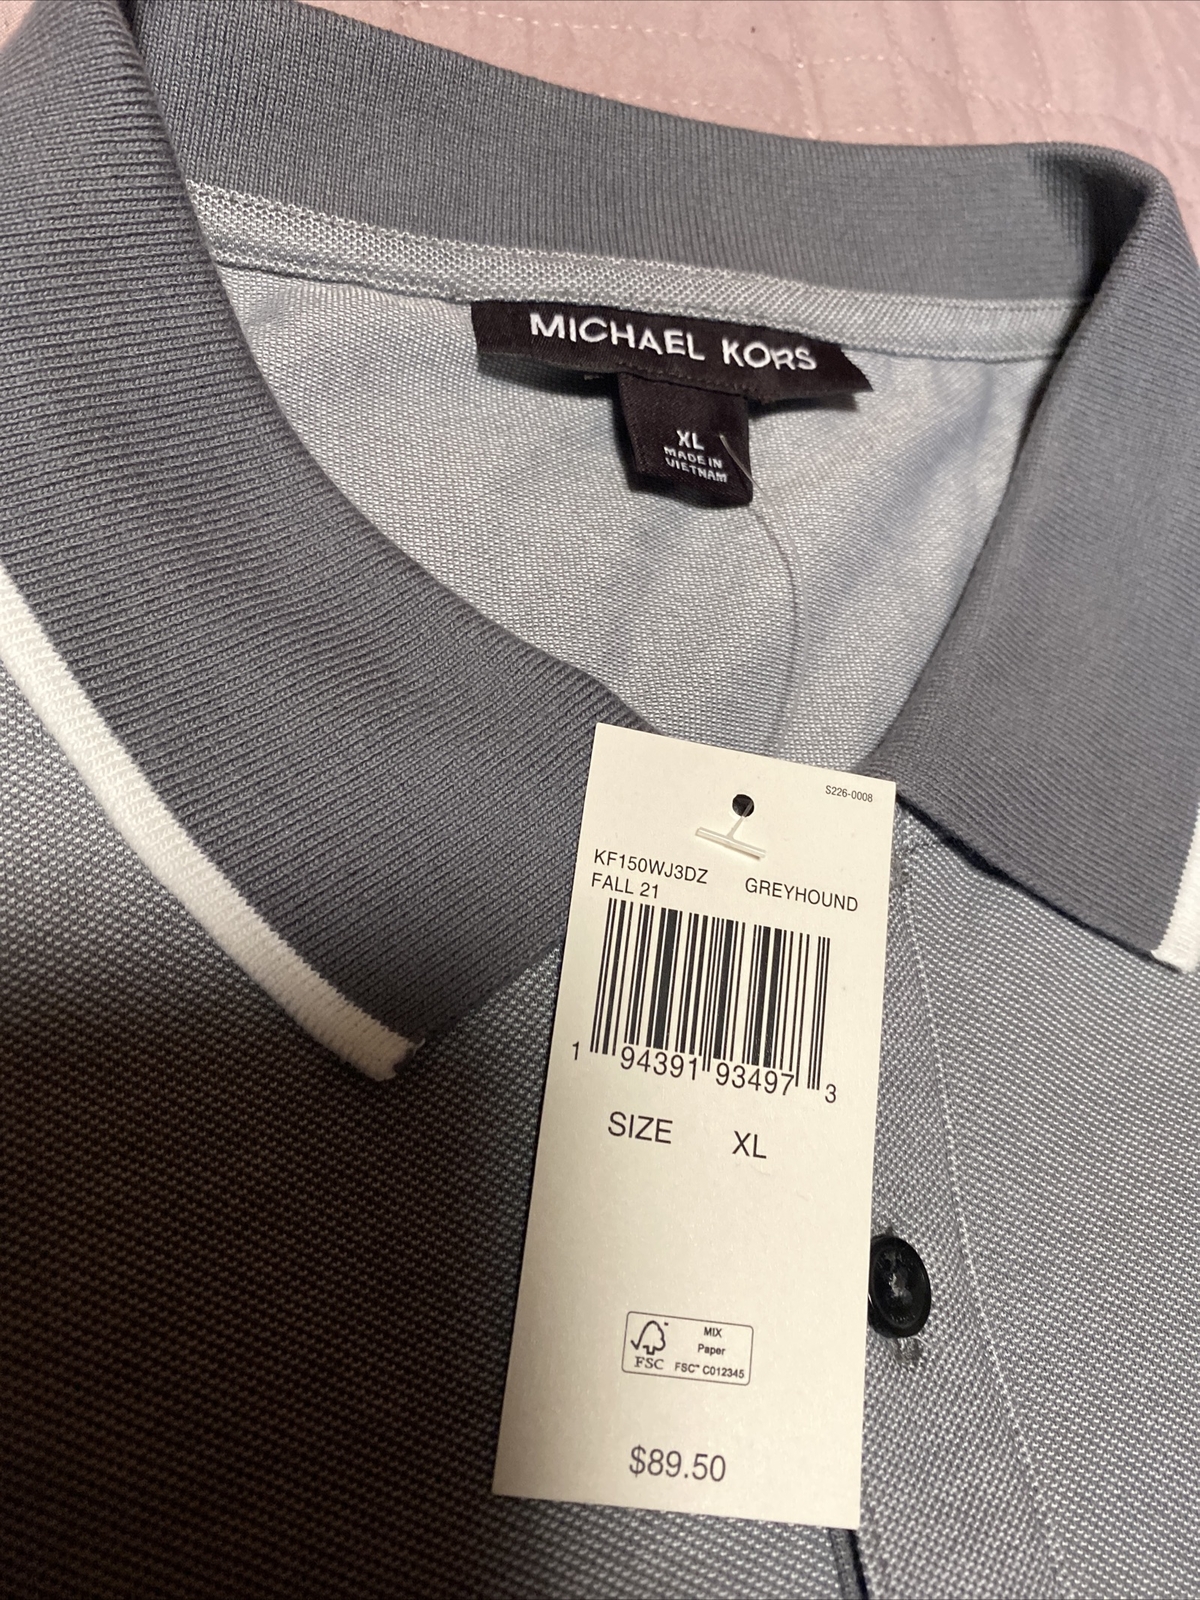 MICHAEL KORS
XL
MADE IN
VIETNAM
S226-0008
KF150WJ3DZ
FALL 21 GREYHOUND
1 94391 93497 3
SIZE XL
FSC
MIX
Paper
FSC™ C012345
$89.50